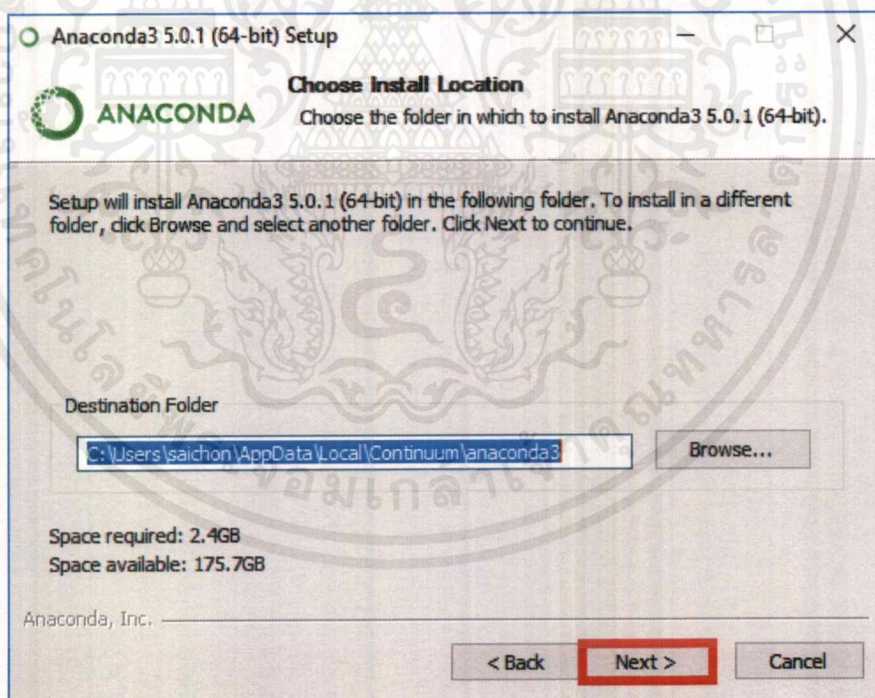 Anaconda3 5.0.1 (64-bit) Setup
ANACONDA
Choose Install Location
Choose the folder in which to install Anaconda3 5.0.1 (64-bit).
Setup will install Anaconda3 5.0.1 (64-bit) in the following folder. To install in a different
folder, click Browse and select another folder. Click Next to continue.
Destination Folder
C:\Users\saichon\AppData\Local\Continuum\anaconda3
Browse...
Space required: 2.4GB
Space available: 175.7GB
Anaconda, Inc.
< Back
Next >
Cancel